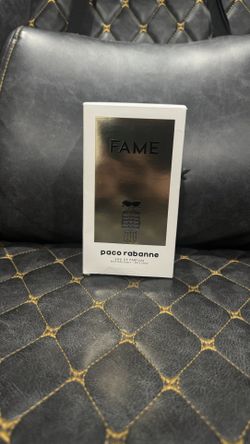 FAME
paco rabanne
EAU DE PARFUM